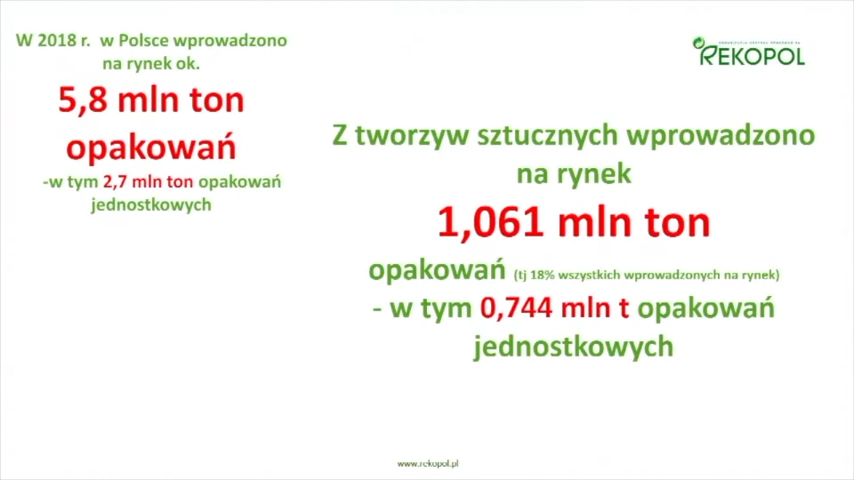 W 2018 r. w Polsce wprowadzono
na rynek ok.
5,8 mln ton
opakowań
-w tym 2,7 mln ton opakowań
jednostkowych
REKOPOL
Z tworzyw sztucznych wprowadzono
na rynek
1,061 mln ton
opakowań (tj 18% wszystkich wprowadzonych na rynek)
- w tym 0,744 mln t opakowań
jednostkowych
www.rekopol.pl